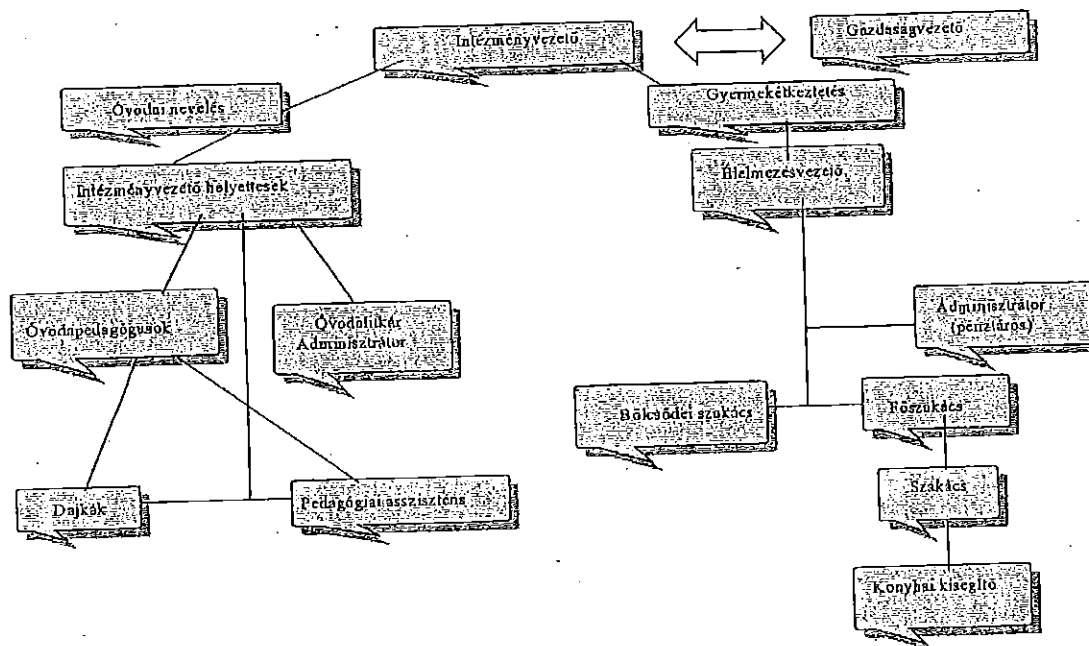 Intézményvezető
Gazdaságvezető
Óvodai nevelés
Gyermekétkeztetés
Intézményvezető helyettesek
Élelmezésvezető
Óvodapedagógusok
Óvodatitkár
Adminisztrátor
Adminisztrátor
(pénztáros)
Bölcsődei szakács
Főszakács
Dajkák
Pedagógiai asszisztens
Szakács
Konyhai kisegítő